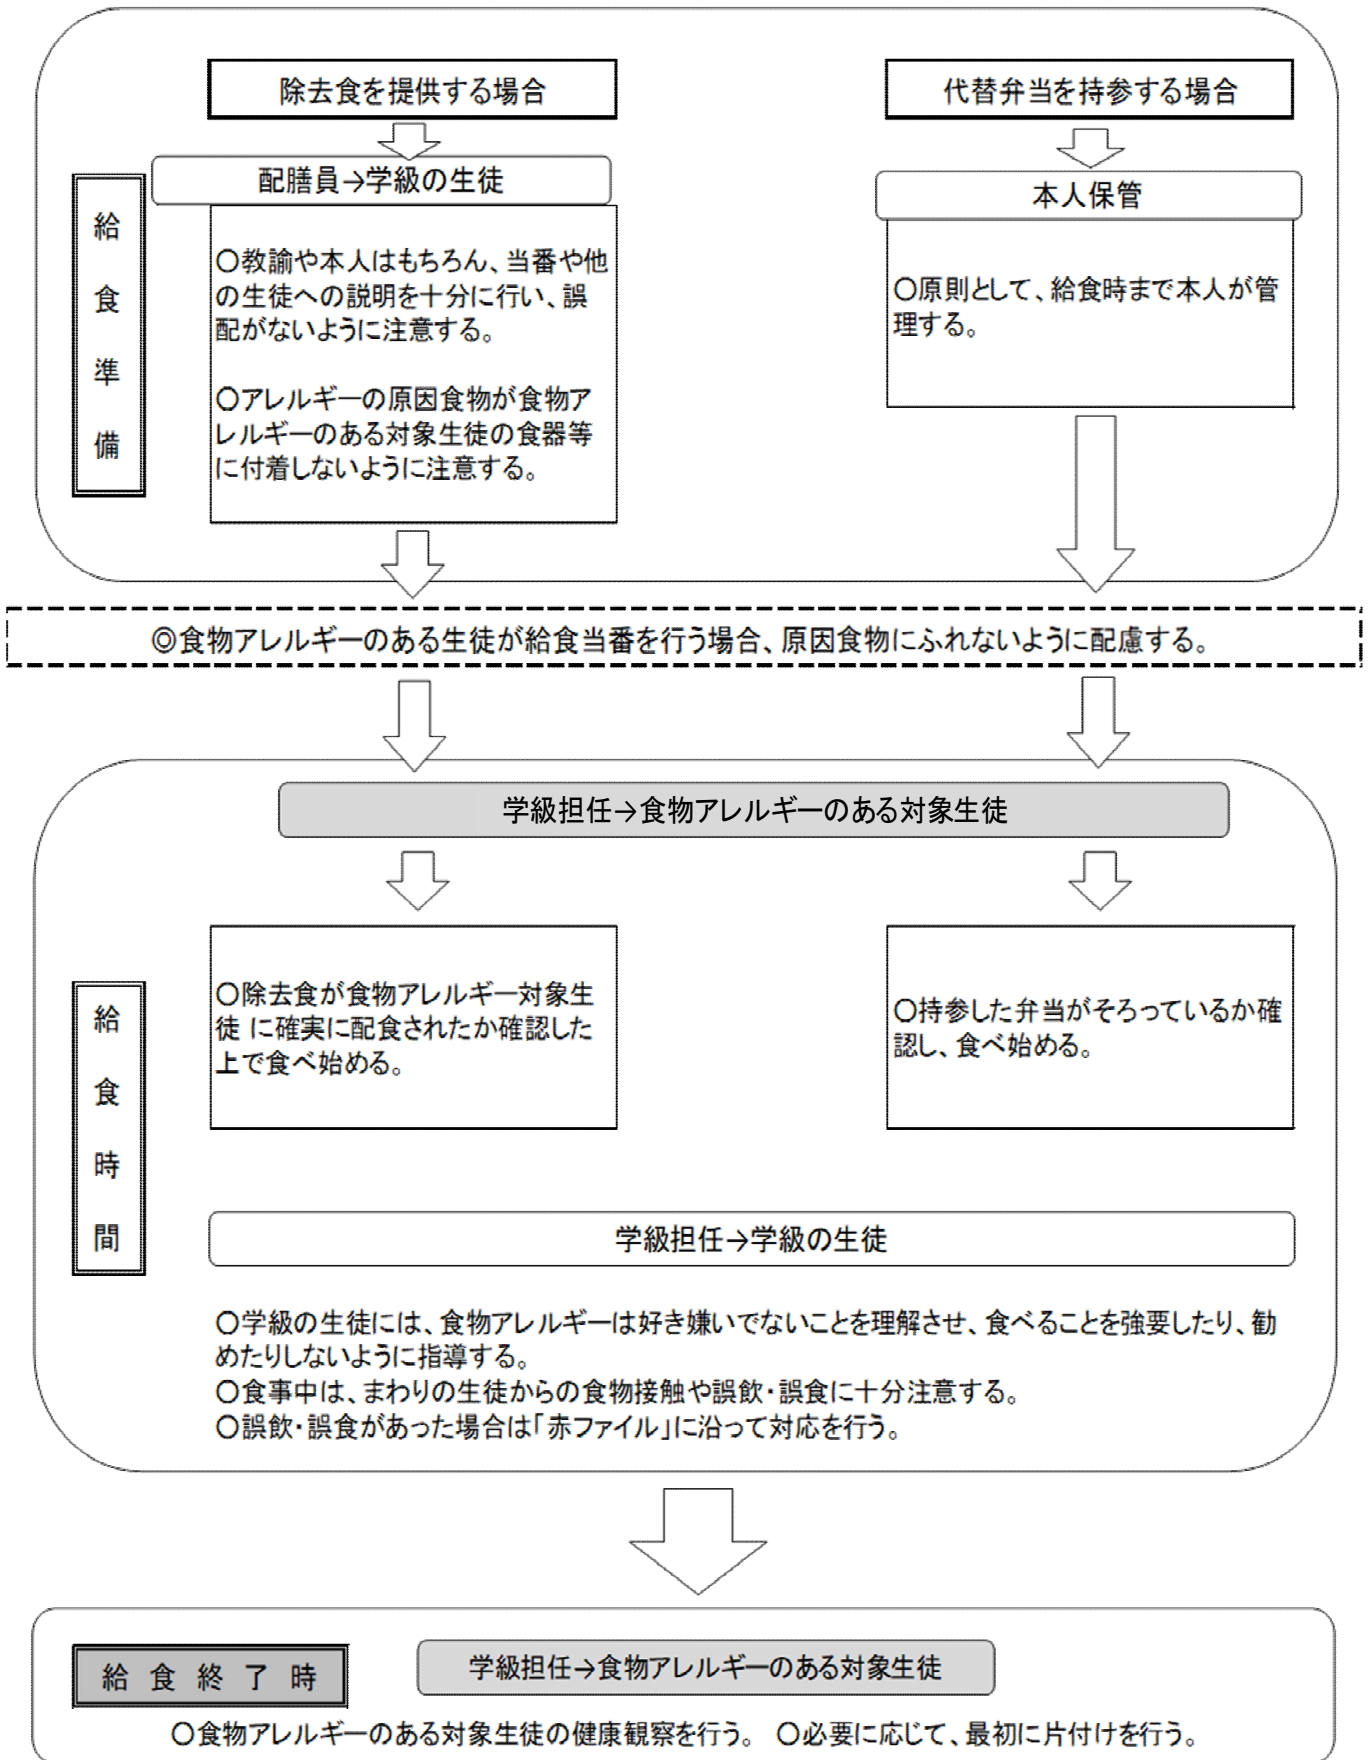 除去食を提供する場合
代替弁当を持参する場合
配膳員→学級の生徒
本人保管
給食準備
○教諭や本人はもちろん、当番や他
の生徒への説明を十分に行い、誤
配がないように注意する。
○アレルギーの原因食物が食物ア
レルギーのある対象生徒の食器等
に付着しないように注意する。
○原則として、給食時まで本人が管
理する。
◎食物アレルギーのある生徒が給食当番を行う場合、原因食物にふれないように配慮する。
学級担任→食物アレルギーのある対象生徒
給食時間
○除去食が食物アレルギー対象生
徒 に確実に配食されたか確認した
上で食べ始める。
○持参した弁当がそろっているか確
認し、食べ始める。
学級担任→学級の生徒
○学級の生徒には、食物アレルギーは好き嫌いでないことを理解させ、食べることを強要したり、勧
めたりしないように指導する。
○食事中は、まわりの生徒からの食物接触や誤飲・誤食に十分注意する。
○誤飲・誤食があった場合は「赤ファイル」に沿って対応を行う。
給食終了時
学級担任→食物アレルギーのある対象生徒
○食物アレルギーのある対象生徒の健康観察を行う。 ○必要に応じて、最初に片付けを行う。